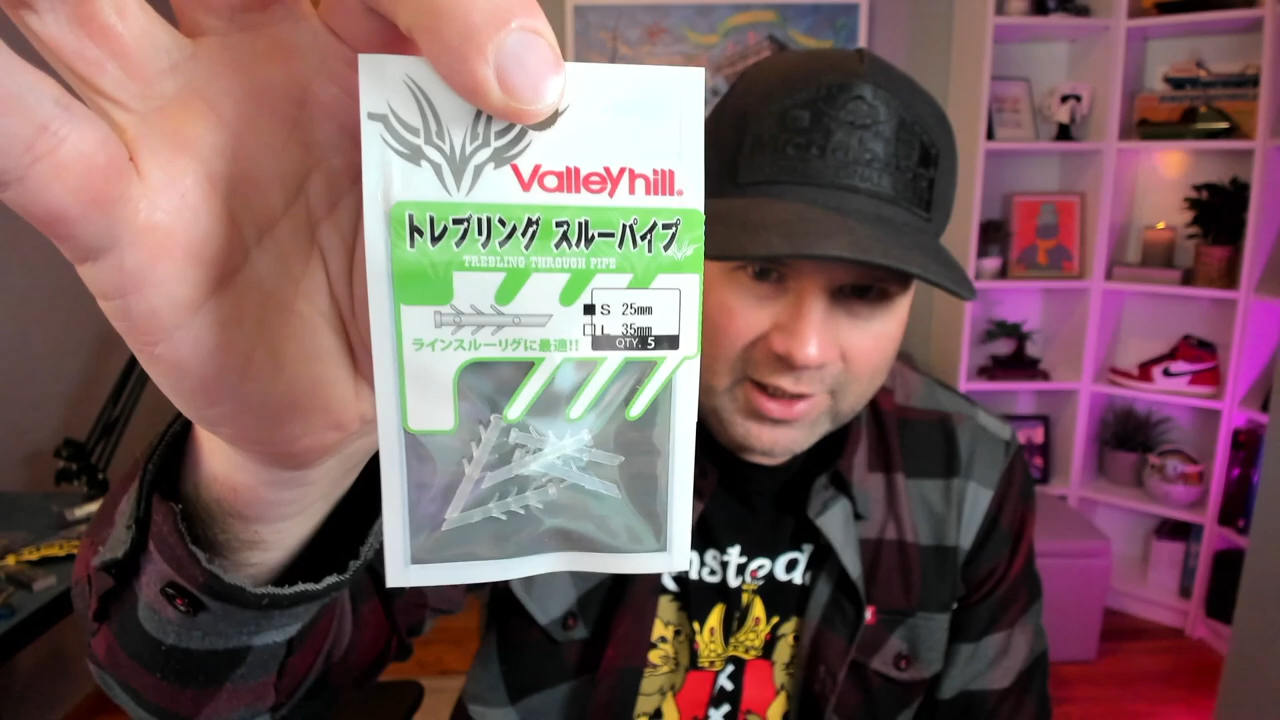 ValleyHill®
トレブリング スルーパイプ
TREBLING THROUGH PIPE
■ S 25mm
□ L 35mm
QTY. 5
ラインスルーリグに最適!!